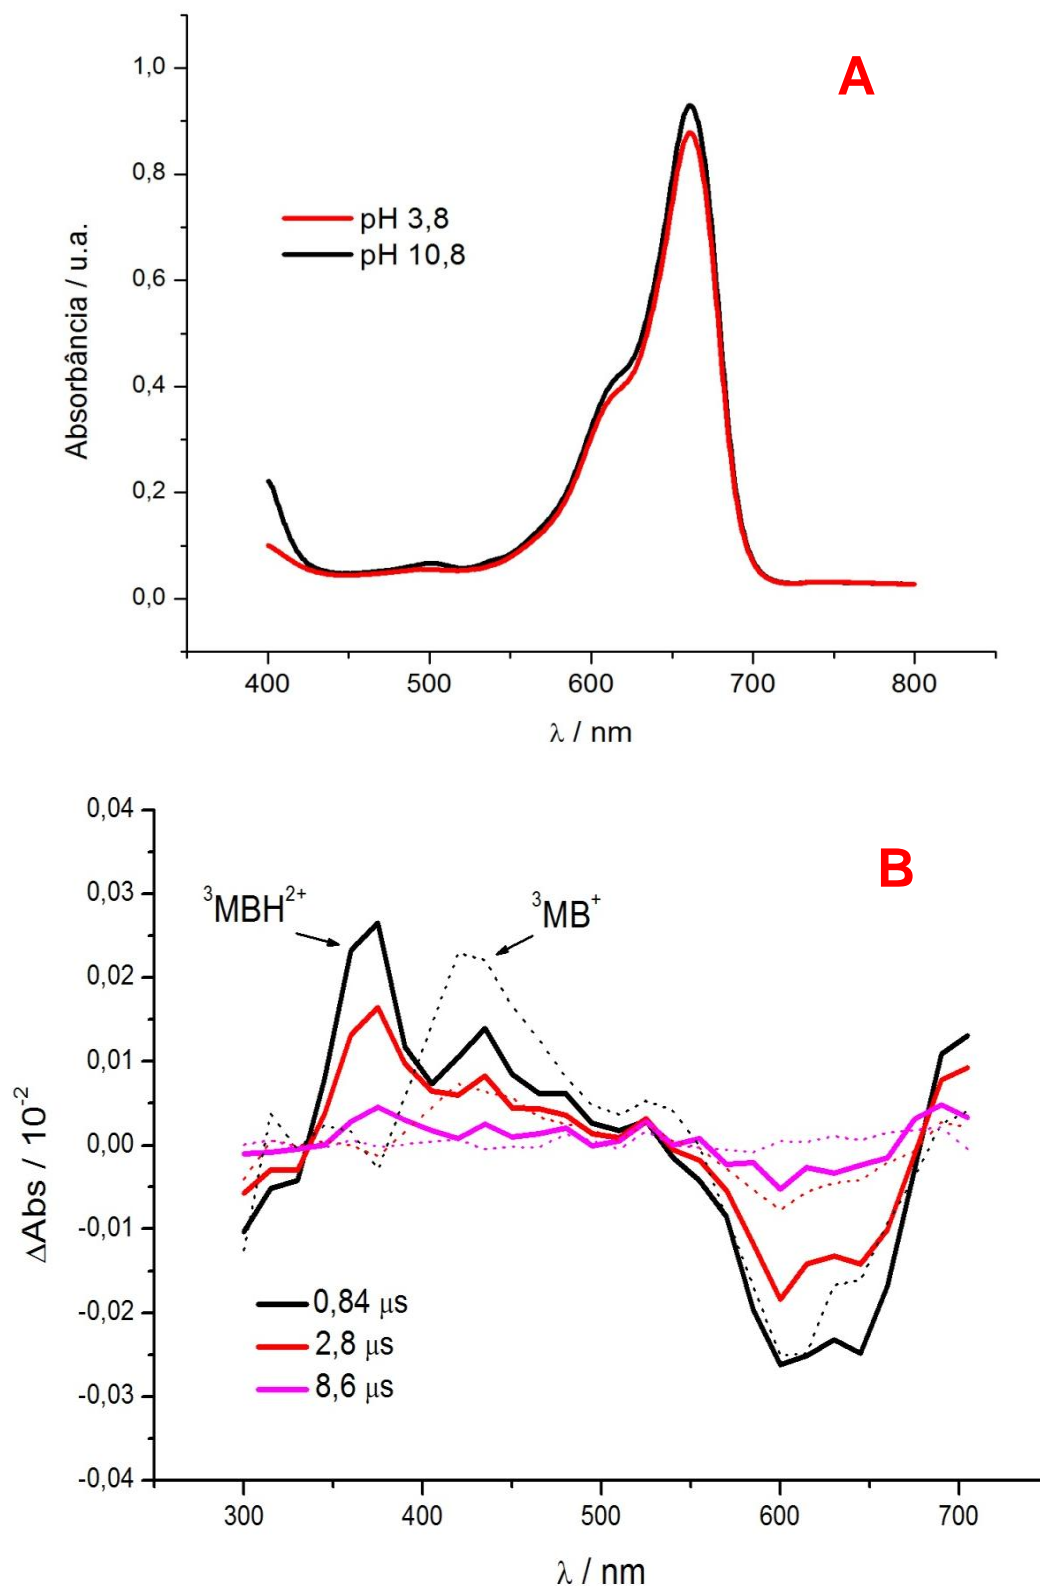 A
1,0
0,8
0,6
0,4
0,2
0,0
Absorbância / u.a.
pH 3,8
pH 10,8
400 500 600 700 800
λ / nm
B
0,04
0,03
0,02
0,01
0,00
-0,01
-0,02
-0,03
-0,04
ΔAbs / 10⁻²
³MBH²⁺
³MB⁺
0,84 μs
2,8 μs
8,6 μs
300 400 500 600 700
λ / nm